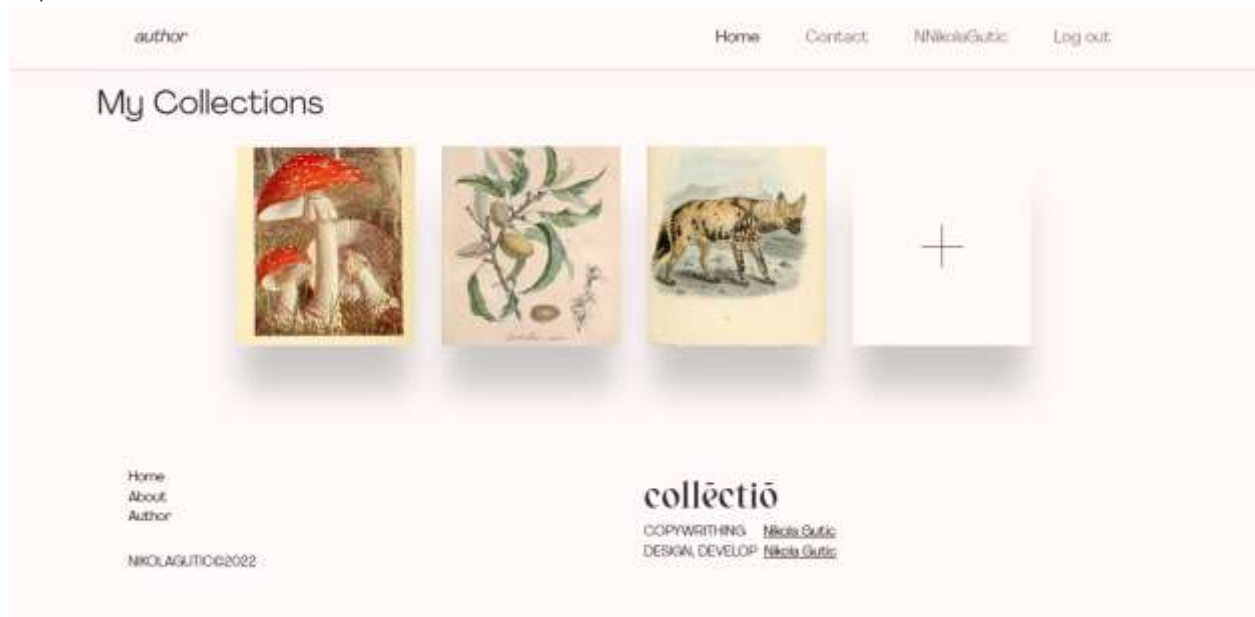 author
Home Contact NNikolaGutic Log out
My Collections
Home
About
Author
NIKOLAGUTIC©2022
collēctiō
COPYWRITHING Nikola Gutic
DESIGN, DEVELOP Nikola Gutic